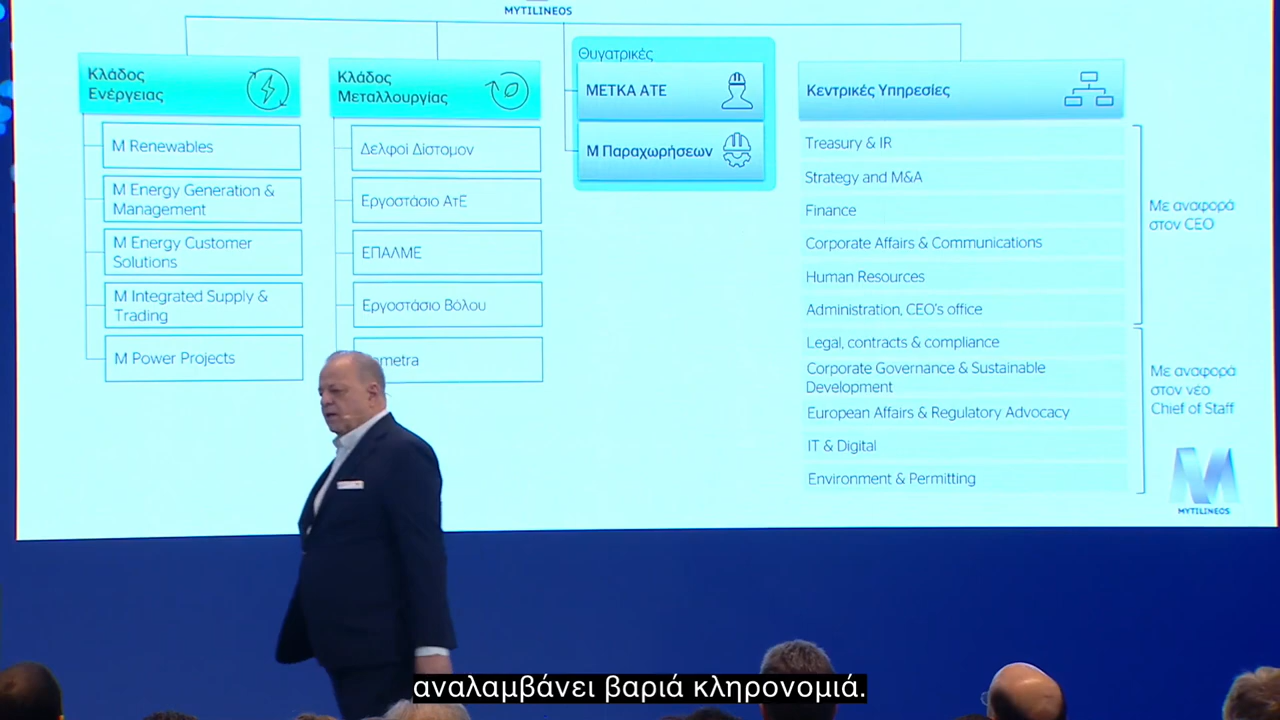 MYTILINEOS
Κλάδος
Ενέργειας
M Renewables
M Energy Generation &
Management
M Energy Customer
Solutions
M Integrated Supply &
Trading
M Power Projects
Κλάδος
Μεταλλουργίας
Δελφοί Δίστομον
Εργοστάσιο ΑτΕ
ΕΠΑΛΜΕ
Εργοστάσιο Βόλου
ometra
Θυγατρικές
ΜΕΤΚΑ ΑΤΕ
Μ Παραχωρήσεων
Κεντρικές Υπηρεσίες
Treasury & IR
Strategy and M&A
Finance
Corporate Affairs & Communications
Human Resources
Administration, CEO's office
Legal, contracts & compliance
Corporate Governance & Sustainable
Development
European Affairs & Regulatory Advocacy
IT & Digital
Environment & Permitting
Με αναφορά
στον CEO
Με αναφορά
στον νέο
Chief of Staff
MYTILINEOS
αναλαμβάνει βαριά κληρονομιά.